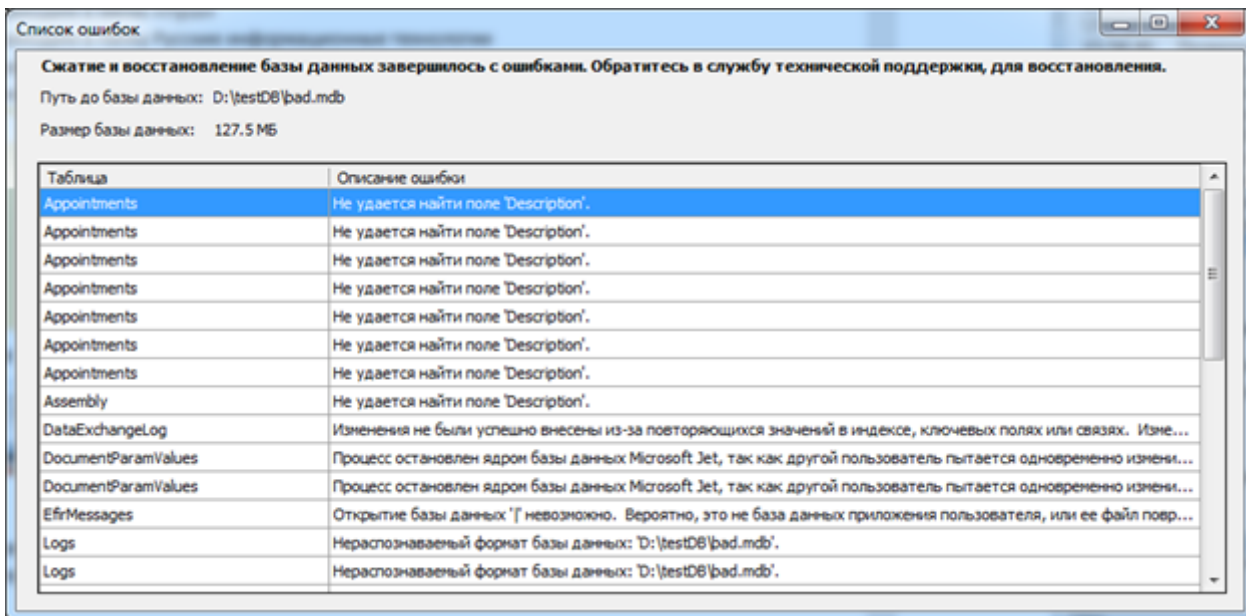 Список ошибок
Сжатие и восстановление базы данных завершилось с ошибками. Обратитесь в службу технической поддержки, для восстановления.
Путь до базы данных: D:\testDB\bad.mdb
Размер базы данных: 127.5 МБ
Таблица Описание ошибки
Appointments Не удается найти поле 'Description'.
Appointments Не удается найти поле 'Description'.
Appointments Не удается найти поле 'Description'.
Appointments Не удается найти поле 'Description'.
Appointments Не удается найти поле 'Description'.
Appointments Не удается найти поле 'Description'.
Appointments Не удается найти поле 'Description'.
Assembly Не удается найти поле 'Description'.
DataExchangeLog Изменения не были успешно внесены из-за повторяющихся значений в индексе, ключевых полях или связях. Изме...
DocumentParamValues Процесс остановлен ядром базы данных Microsoft Jet, так как другой пользователь пытается одновременно измени...
DocumentParamValues Процесс остановлен ядром базы данных Microsoft Jet, так как другой пользователь пытается одновременно измени...
EfirMessages Открытие базы данных '|' невозможно. Вероятно, это не база данных приложения пользователя, или ее файл повр...
Logs Нераспознаваемый формат базы данных: 'D:\testDB\bad.mdb'.
Logs Нераспознаваемый формат базы данных: 'D:\testDB\bad.mdb'.